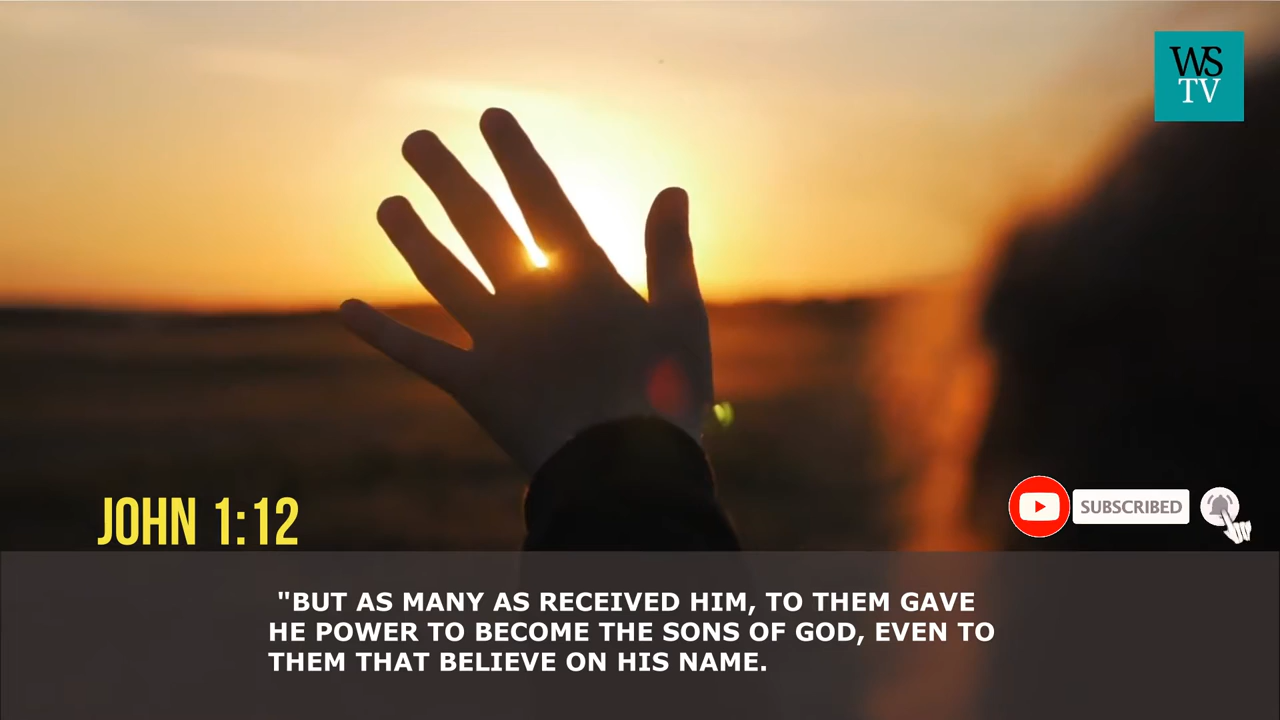 WS
TV
JOHN 1:12
SUBSCRIBED
"BUT AS MANY AS RECEIVED HIM, TO THEM GAVE
HE POWER TO BECOME THE SONS OF GOD, EVEN TO
THEM THAT BELIEVE ON HIS NAME.